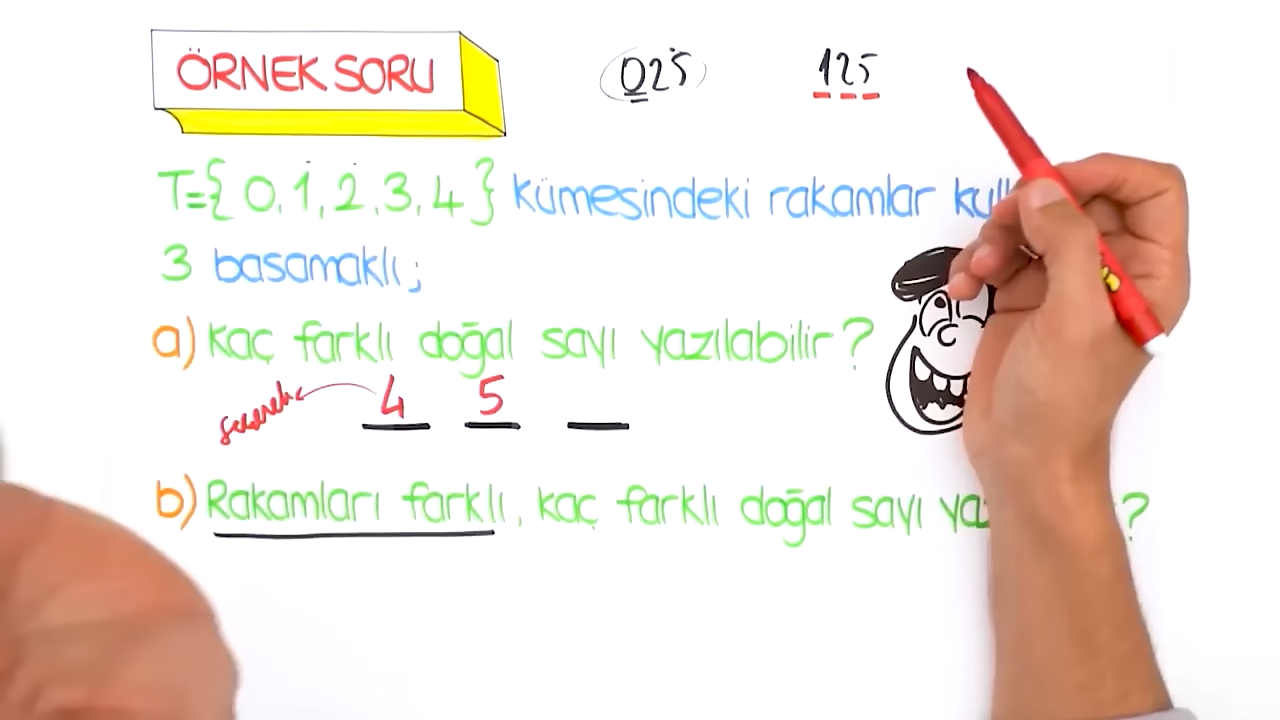 ÖRNEK SORU
025 125
T={0,1,2,3,4} kümesindeki rakamlar
3 basamaklı;
a) Kaç farklı doğal sayı yazılabilir?
4 5
b) Rakamları farklı, kaç farklı doğal sayı ?